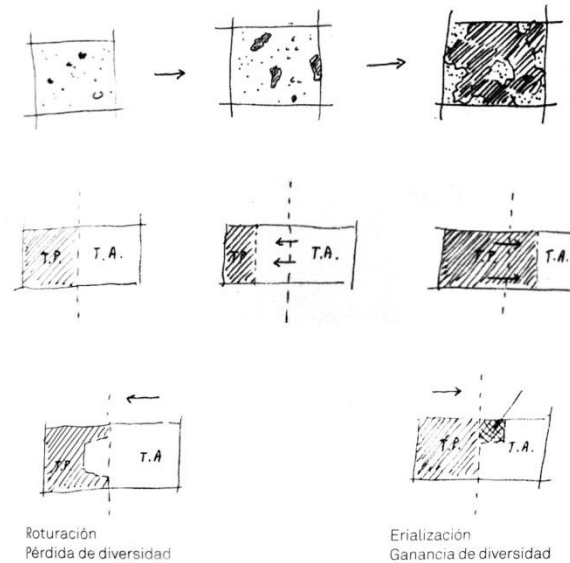 T.P. T.A.
T.P. T.A.
T.P. T.A.
T.P. T.A
T.P. T.A.
Roturación
Pérdida de diversidad
Erialización
Ganancia de diversidad